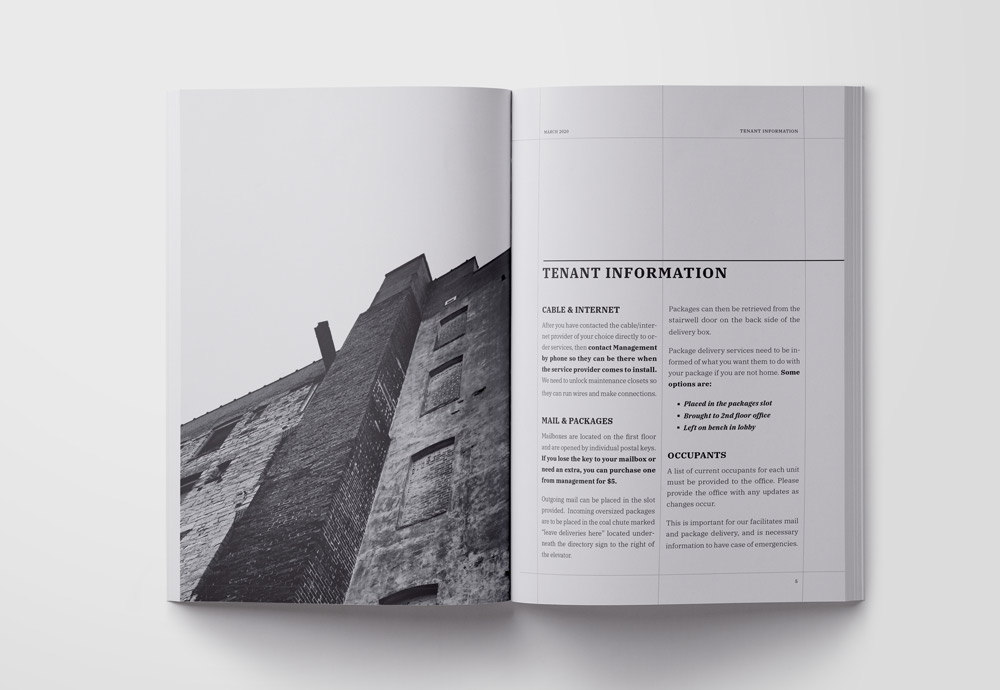 MARCH 2020
TENANT INFORMATION
TENANT INFORMATION
CABLE & INTERNET
After you have contacted the cable/inter-
net provider of your choice directly to or-
der services, then contact Management
by phone so they can be there when
the service provider comes to install.
We need to unlock maintenance closets so
they can run wires and make connections.
MAIL & PACKAGES
Mailboxes are located on the first floor
and are opened by individual postal keys.
If you lose the key to your mailbox or
need an extra, you can purchase one
from management for $5.
Outgoing mail can be placed in the slot
provided. Incoming oversized packages
are to be placed in the coal chute marked
"leave deliveries here" located under-
neath the directory sign to the right of
the elevator.
Packages can then be retrieved from the
stairwell door on the back side of the
delivery box.
Package delivery services need to be in-
formed of what you want them to do with
your package if you are not home. Some
options are:
• Placed in the packages slot
• Brought to 2nd floor office
• Left on bench in lobby
OCCUPANTS
A list of current occupants for each unit
must be provided to the office. Please
provide the office with any updates as
changes occur.
This is important for our facilitates mail
and package delivery, and is necessary
information to have case of emergencies.